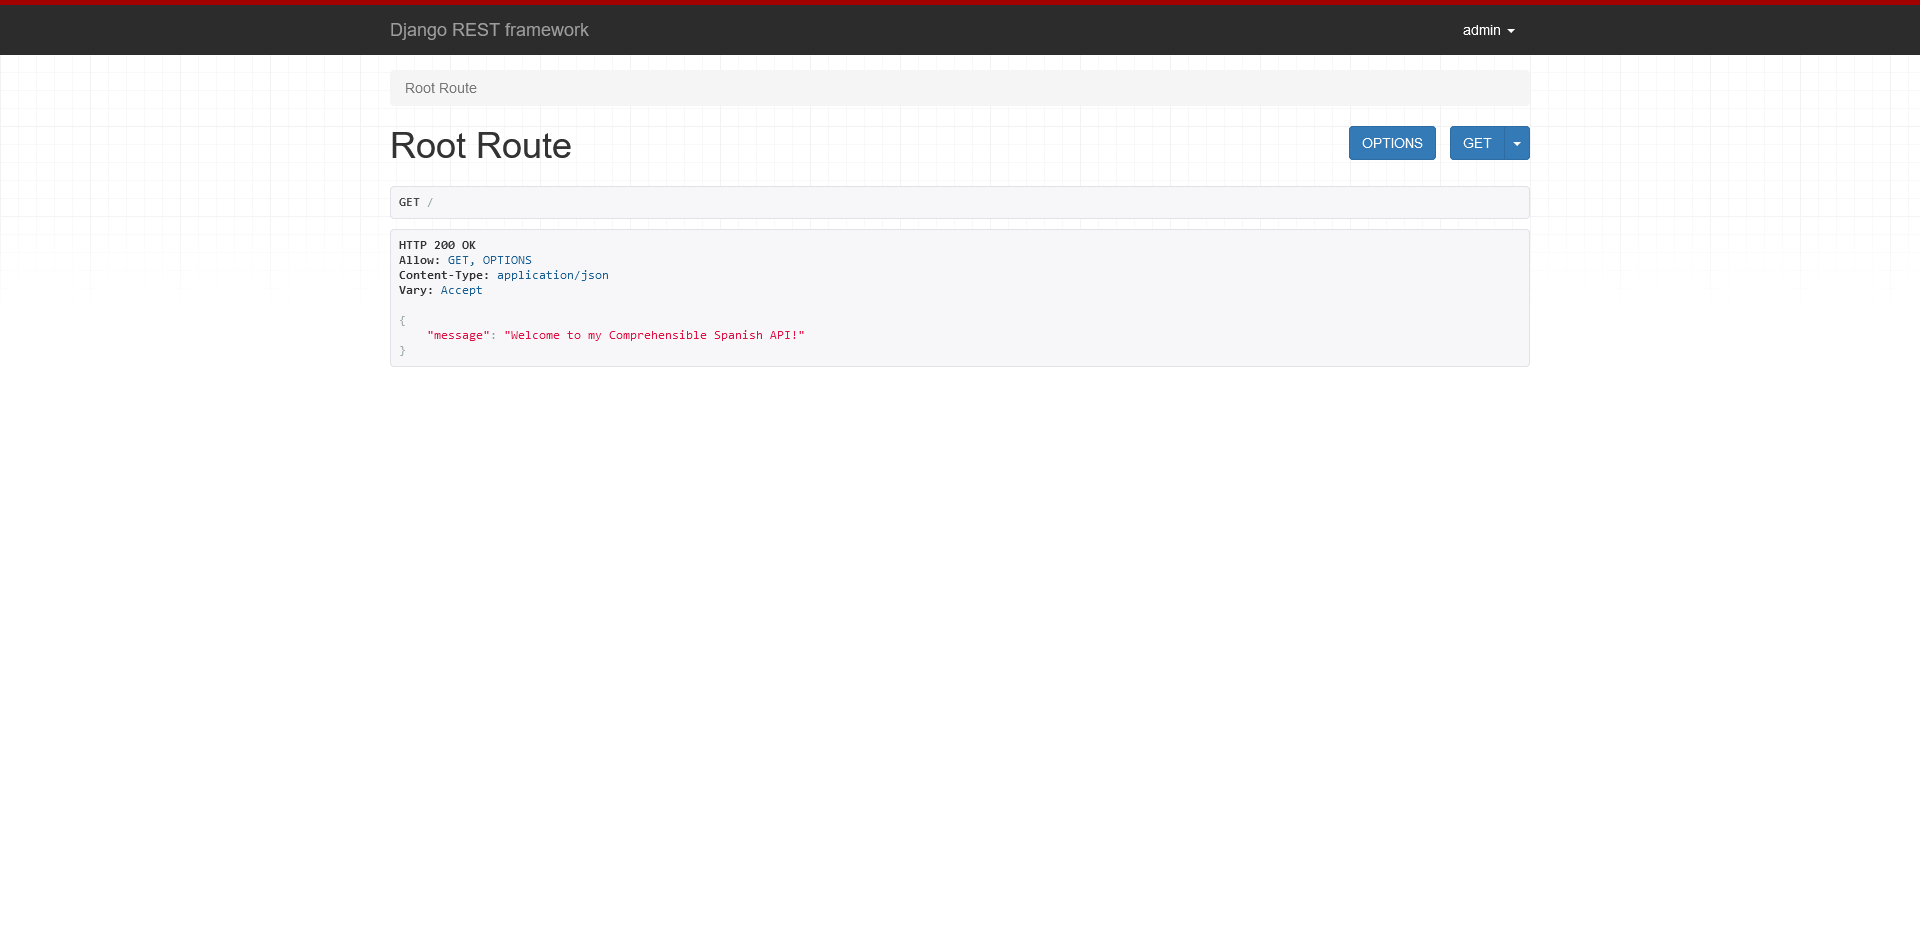 Django REST framework
admin
Root Route
Root Route
OPTIONS
GET
GET /
HTTP 200 OK
Allow: GET, OPTIONS
Content-Type: application/json
Vary: Accept
{
    "message": "Welcome to my Comprehensible Spanish API!"
}